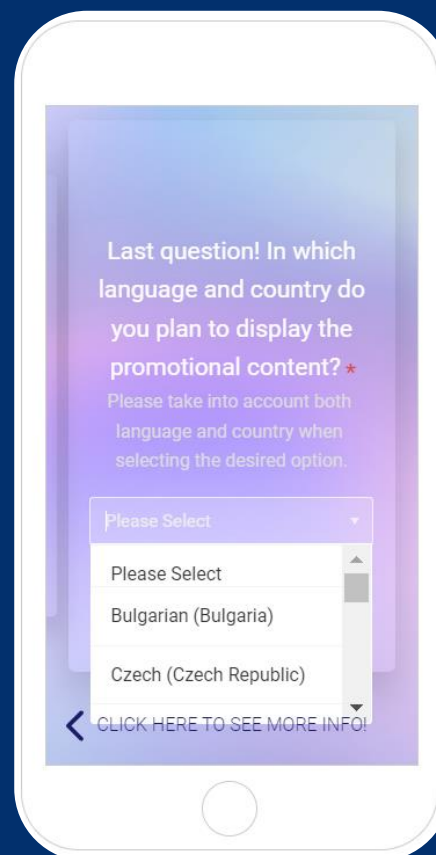 Last question! In which
language and country do
you plan to display the
promotional content? *
Please take into account both
language and country when
selecting the desired option.
Please Select
Please Select
Bulgarian (Bulgaria)
Czech (Czech Republic)
CLICK HERE TO SEE MORE INFO!